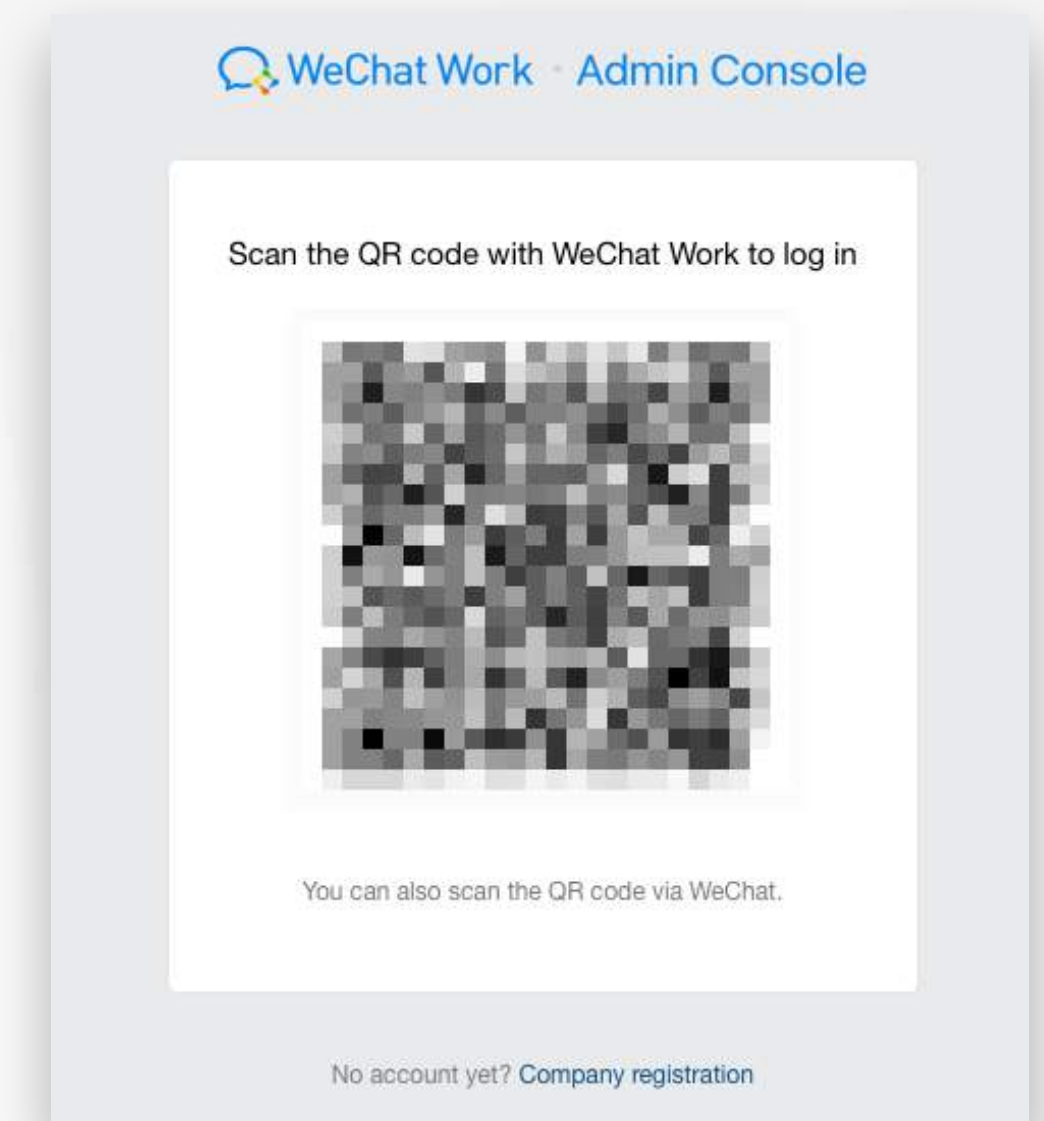 WeChat Work · Admin Console
Scan the QR code with WeChat Work to log in
You can also scan the QR code via WeChat.
No account yet? Company registration